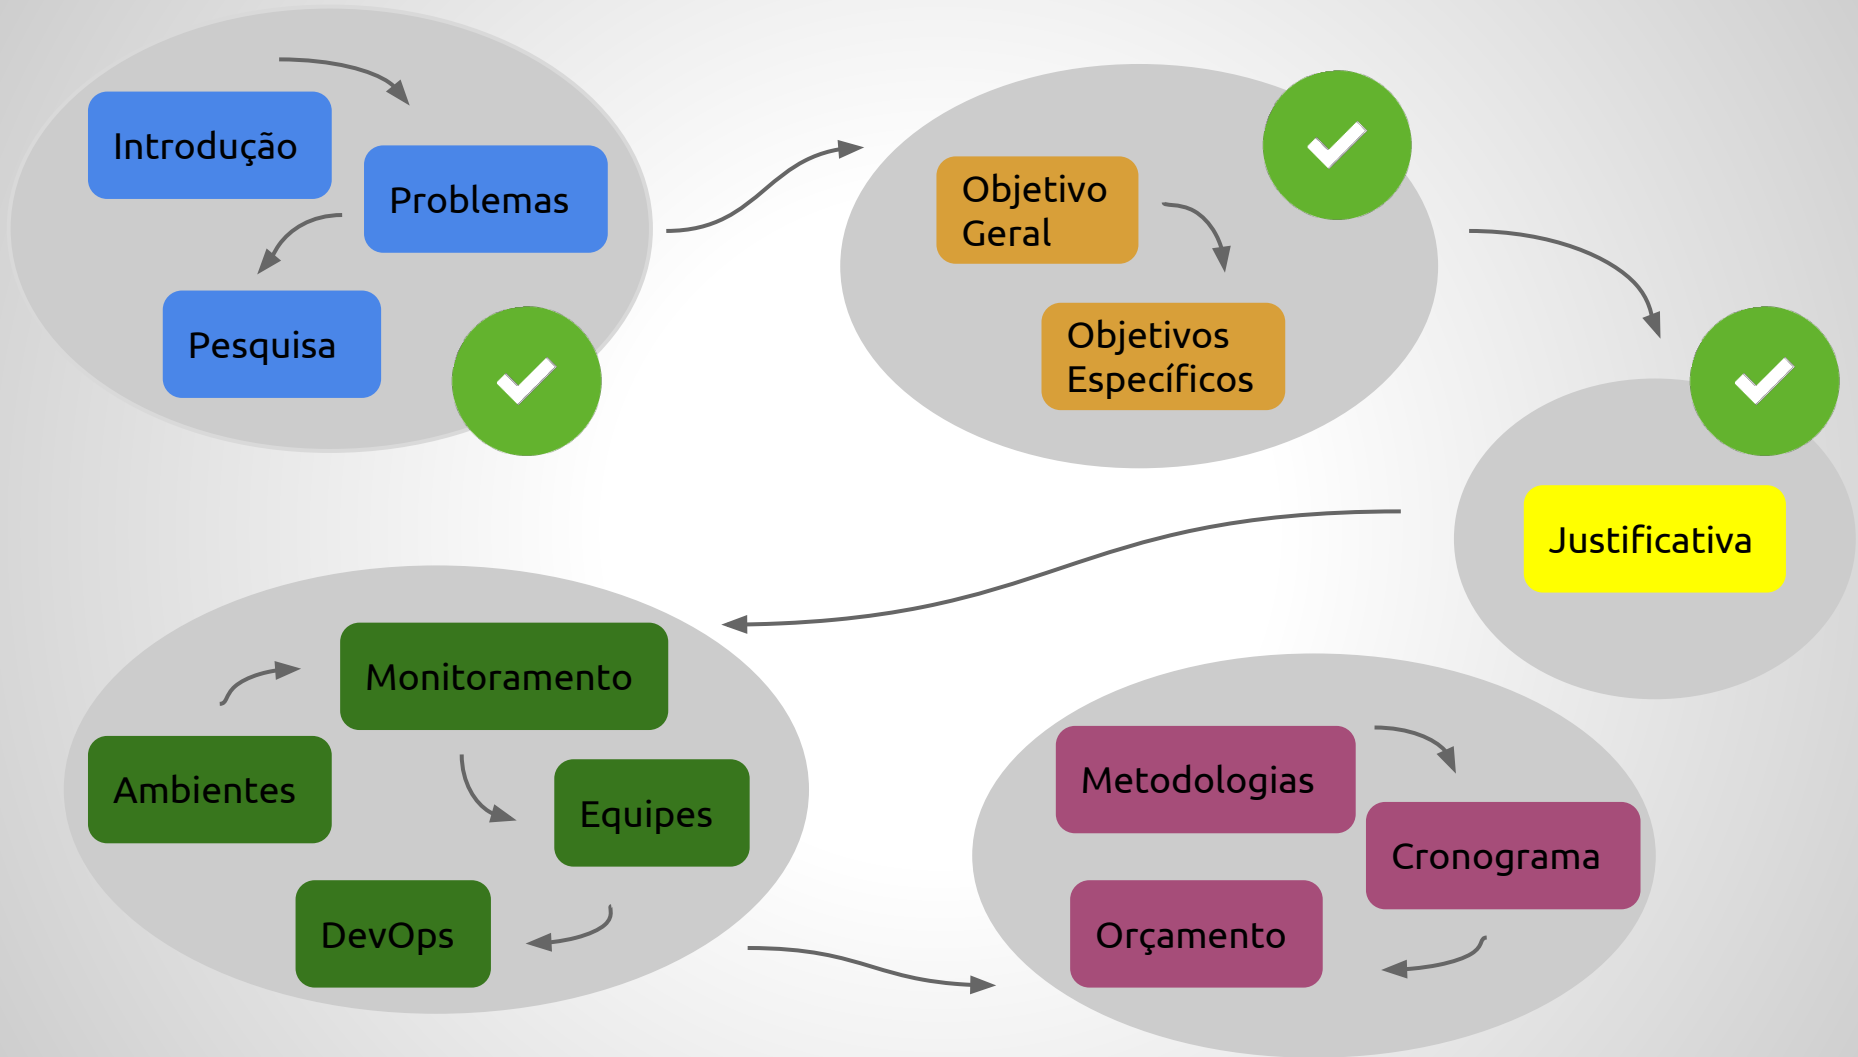 Introdução
Problemas
Pesquisa
Objetivo
Geral
Objetivos
Específicos
Justificativa
Ambientes
Monitoramento
Equipes
DevOps
Metodologias
Cronograma
Orçamento